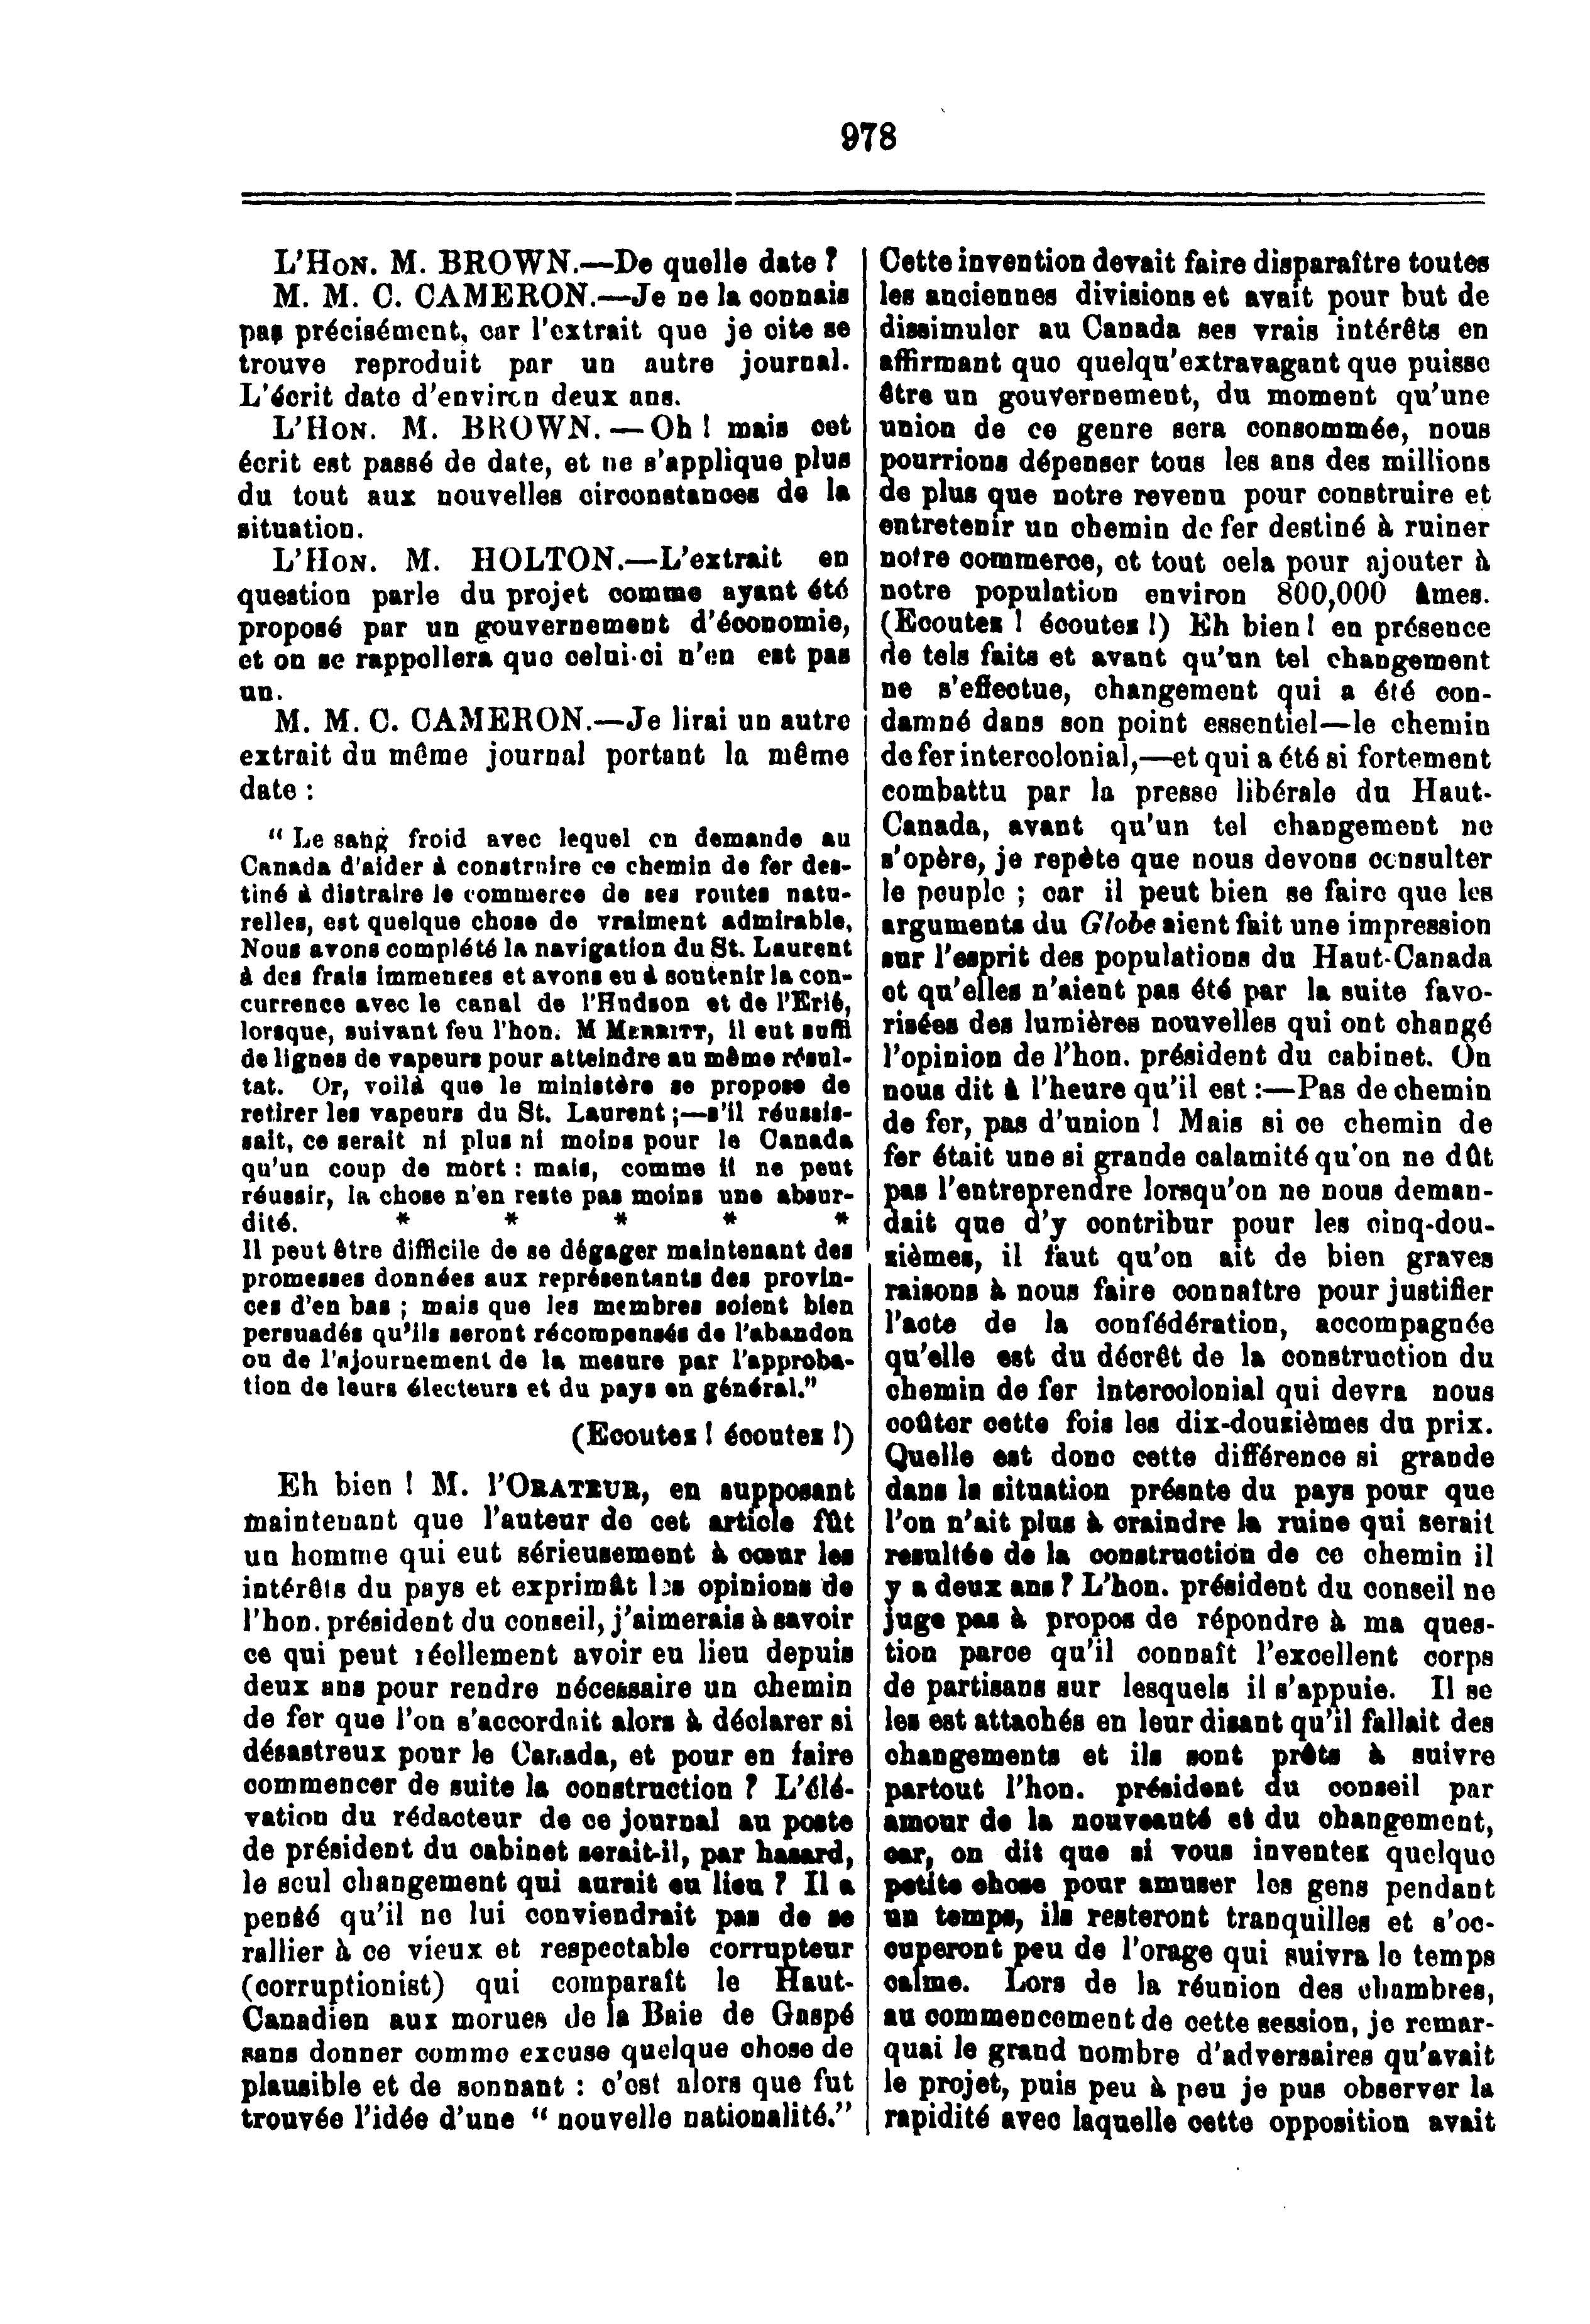 978
L'HON. M. BROWN.—De quelle date ?
M. M. C. CAMERON.—Je ne la connais
pas précisément, car l'extrait que je cite se
trouve reproduit par un autre journal.
L'écrit date d'environ deux ans.
L'HON. M. BROWN. — Oh ! mais cet
écrit est passé de date, et ne s'applique plus
du tout aux nouvelles circonstances de la
situation.
L'HON. M. HOLTON.—L'extrait en
question parle du projet comme ayant été
proposé par un gouvernement d'économie,
et on se rappellera que celui-ci n'en est pas
un.
M. M. C. CAMERON.—Je lirai un autre
extrait du même journal portant la même
date :
" Le sang froid avec lequel on demande au
Canada d'aider à construire ce chemin de fer des-
tiné à distraire le commerce de ses routes natu-
relles, est quelque chose de vraiment admirable.
Nous avons complété la navigation du St. Laurent
à des frais immenses et avons eu à soutenir la con-
currence avec le canal de l'Hudson et de l'Erié,
lorsque, suivant feu l'hon. M MERRITT, il eut suffi
de lignes de vapeurs pour atteindre au même résul-
tat. Or, voilà que le ministère se propose de
retirer les vapeurs du St. Laurent ;—s'il réussis-
sait, ce serait ni plus ni moins pour le Canada
qu'un coup de mort : mais, comme il ne peut
réussir, la chose n'en reste pas moins une absur-
dité. * * * * *
Il peut être difficile de se dégager maintenant des
promesses données aux représentants des provin-
ces d'en bas ; mais que les membres soient bien
persuadés qu'ils seront récompensés de l'abandon
ou de l'ajournement de la mesure par l'approba-
tion de leurs électeurs et du pays en général."
(Ecoutez ! écoutez !)
Eh bien ! M. l'ORATEUR, en supposant
maintenant que l'auteur de cet article fût
un homme qui eut sérieusement à cœur les
intérêts du pays et exprimât les opinions de
l'hon. président du conseil, j'aimerais à savoir
ce qui peut réellement avoir eu lieu depuis
deux ans pour rendre nécessaire un chemin
de fer que l'on s'accordait alors à déclarer si
désastreux pour le Canada, et pour en faire
commencer de suite la construction ? L'élé-
vation du rédacteur de ce journal au poste
de président du cabinet serait-il, par hasard,
le seul changement qui aurait eu lieu ? Il a
pensé qu'il ne lui conviendrait pas de se
rallier à ce vieux et respectable corrupteur
(corruptionist) qui comparaît le Haut-
Canadien aux morues de la Baie de Gaspé
sans donner comme excuse quelque chose de
plausible et de sonnant : c'est alors que fut
trouvée l'idée d'une " nouvelle nationalité."
Cette invention devait faire disparaître toutes
les anciennes divisions et avait pour but de
dissimuler au Canada ses vrais intérêts en
affirmant que quelqu'extravagant que puisse
être un gouvernement, du moment qu'une
union de ce genre sera consommée, nous
pourrions dépenser tous les ans des millions
de plus que notre revenu pour construire et
entretenir un chemin de fer destiné à ruiner
notre commerce, et tout cela pour ajouter à
notre population environ 800,000 âmes.
(Ecoutez ! écoutez !) Eh bien ! en présence
de tels faits et avant qu'un tel changement
ne s'effectue, changement qui a été con-
damné dans son point essentiel—le chemin
de fer intercolonial,—et qui a été si fortement
combattu par la presse libérale du Haut-
Canada, avant qu'un tel changement ne
s'opère, je repète que nous devons consulter
le peuple ; car il peut bien se faire que les
arguments du Globe aient fait une impression
sur l'esprit des populations du Haut-Canada
et qu'elles n'aient pas été par la suite favo-
risées des lumières nouvelles qui ont changé
l'opinion de l'hon. président du cabinet. On
nous dit à l'heure qu'il est :—Pas de chemin
de fer, pas d'union ! Mais si ce chemin de
fer était une si grande calamité qu'on ne dût
pas l'entreprendre lorsqu'on ne nous deman-
dait que d'y contribur pour les cinq-dou-
zièmes, il faut qu'on ait de bien graves
raisons à nous faire connaître pour justifier
l'acte de la confédération, accompagnée
qu'elle est du décrêt de la construction du
chemin de fer intercolonial qui devra nous
coûter cette fois les dix-douzièmes du prix.
Quelle est donc cette différence si grande
dans la situation présnte du pays pour que
l'on n'ait plus à craindre la ruine qui serait
resultée de la construction de ce chemin il
y a deux ans ? L'hon. président du conseil ne
juge pas à propos de répondre à ma ques-
tion parce qu'il connaît l'excellent corps
de partisans sur lesquels il s'appuie. Il se
les est attachés en leur disant qu'il fallait des
changements et ils sont prêts à suivre
partout l'hon. président du conseil par
amour de la nouveauté et du changement,
car, on dit que si vous inventez quelque
petite chose pour amuser les gens pendant
un temps, ils resteront tranquilles et s'oc-
cuperont peu de l'orage qui suivra le temps
calme. Lors de la réunion des chambres,
au commencement de cette session, je remar-
quai le grand nombre d'adversaires qu'avait
le projet, puis peu à peu je pus observer la
rapidité avec laquelle cette opposition avait